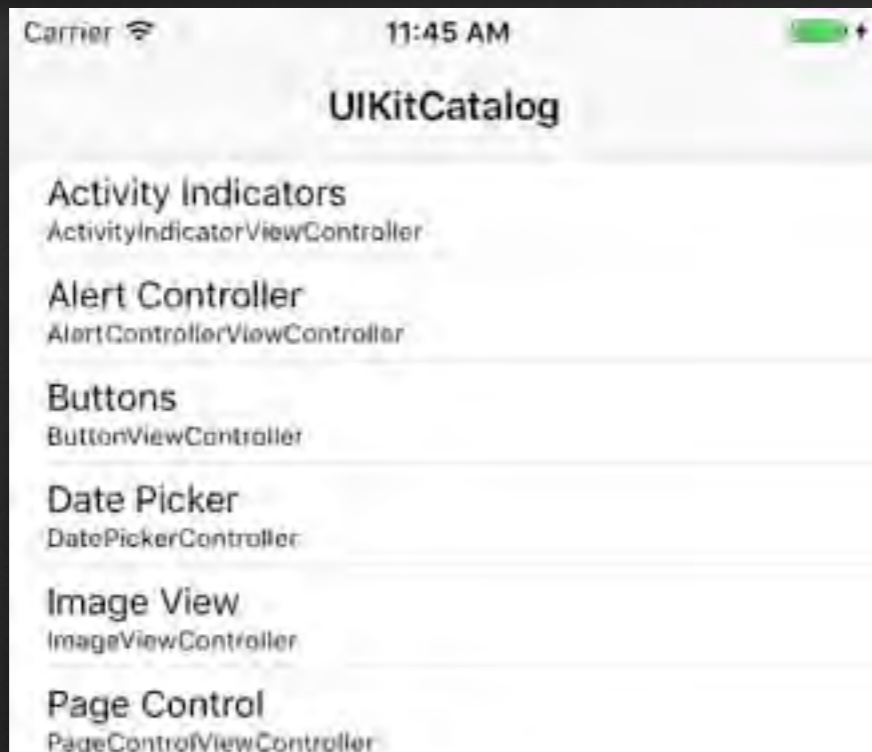 Carrier
11:45 AM
UIKitCatalog
Activity Indicators
ActivityIndicatorViewController
Alert Controller
AlertControllerViewController
Buttons
ButtonViewController
Date Picker
DatePickerController
Image View
ImageViewController
Page Control
PageControlViewController